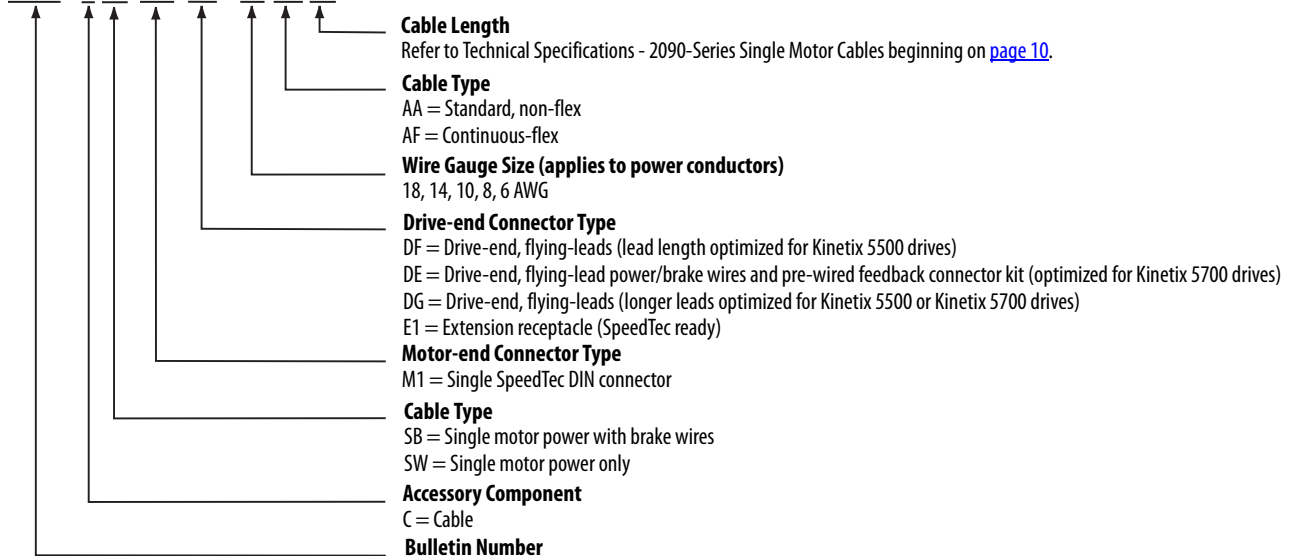 Cable Length
Refer to Technical Specifications - 2090-Series Single Motor Cables beginning on page 10.
Cable Type
AA = Standard, non-flex
AF = Continuous-flex
Wire Gauge Size (applies to power conductors)
18, 14, 10, 8, 6 AWG
Drive-end Connector Type
DF = Drive-end, flying-leads (lead length optimized for Kinetix 5500 drives)
DE = Drive-end, flying-lead power/brake wires and pre-wired feedback connector kit (optimized for Kinetix 5700 drives)
DG = Drive-end, flying-leads (longer leads optimized for Kinetix 5500 or Kinetix 5700 drives)
E1 = Extension receptacle (SpeedTec ready)
Motor-end Connector Type
M1 = Single SpeedTec DIN connector
Cable Type
SB = Single motor power with brake wires
SW = Single motor power only
Accessory Component
C = Cable
Bulletin Number